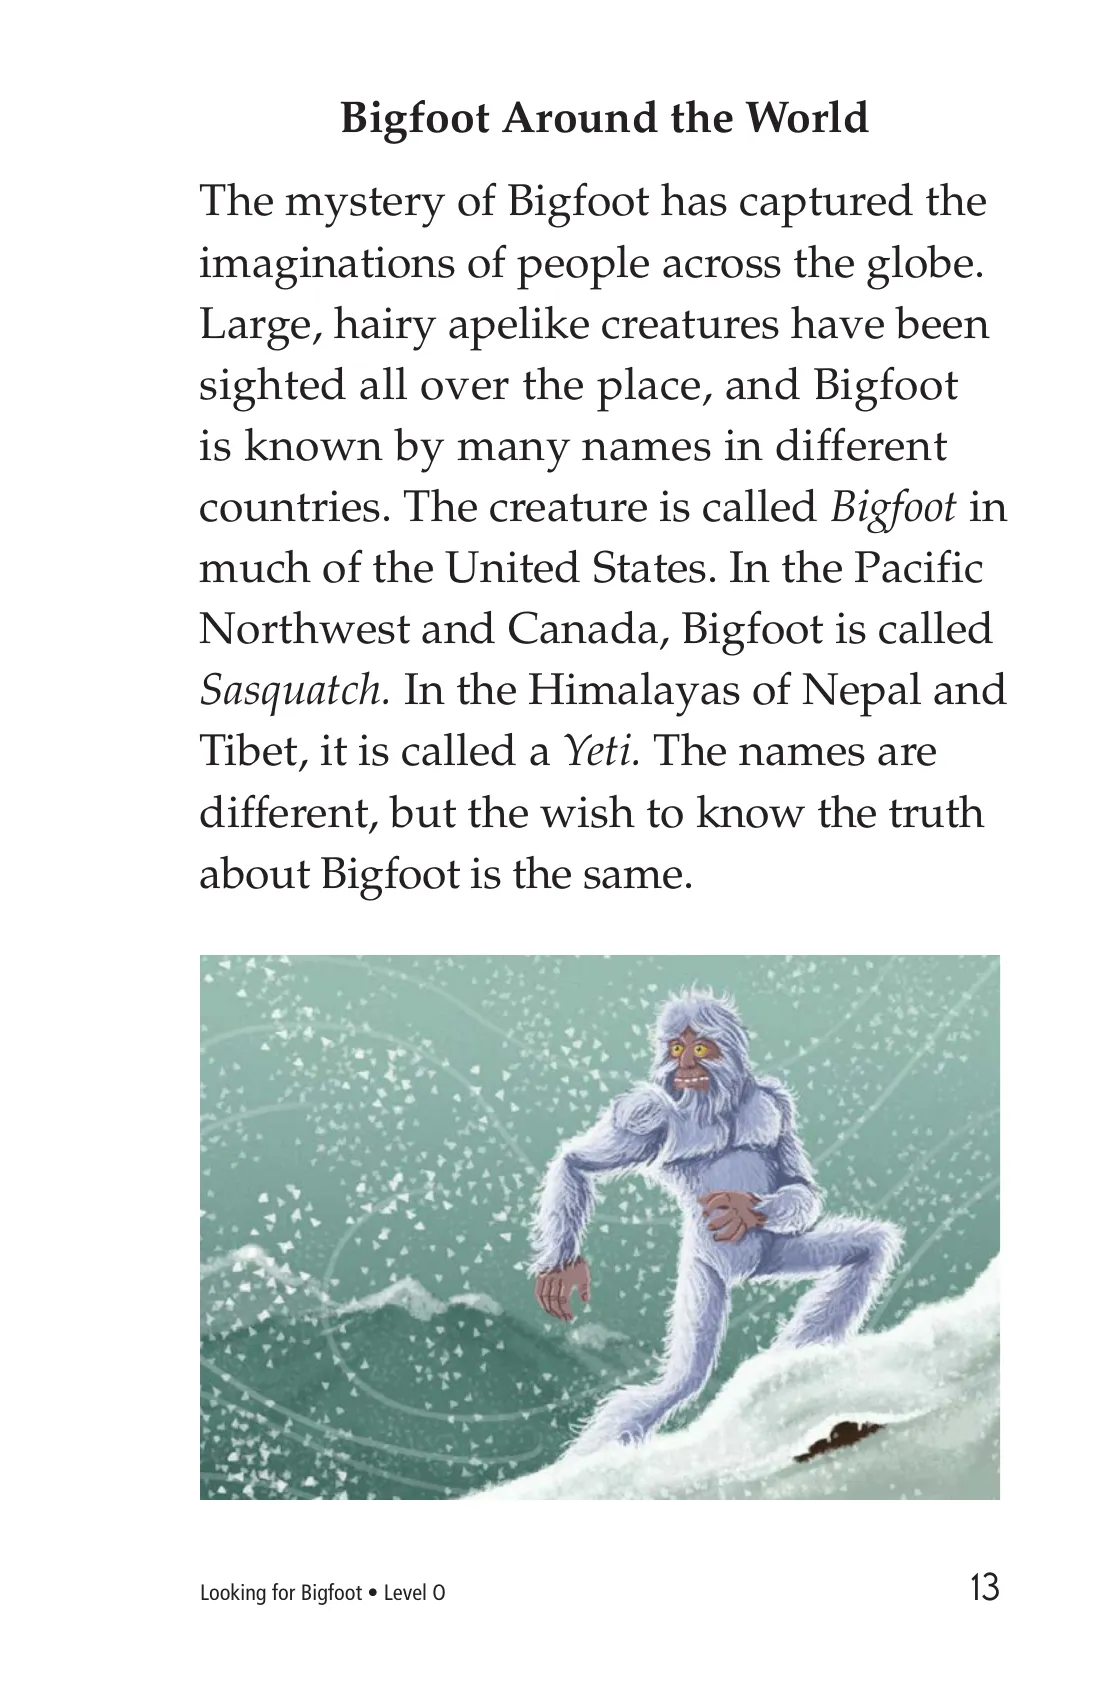 Bigfoot Around the World
The mystery of Bigfoot has captured the
imaginations of people across the globe.
Large, hairy apelike creatures have been
sighted all over the place, and Bigfoot
is known by many names in different
countries. The creature is called Bigfoot in
much of the United States. In the Pacific
Northwest and Canada, Bigfoot is called
Sasquatch. In the Himalayas of Nepal and
Tibet, it is called a Yeti. The names are
different, but the wish to know the truth
about Bigfoot is the same.
Looking for Bigfoot • Level O
13